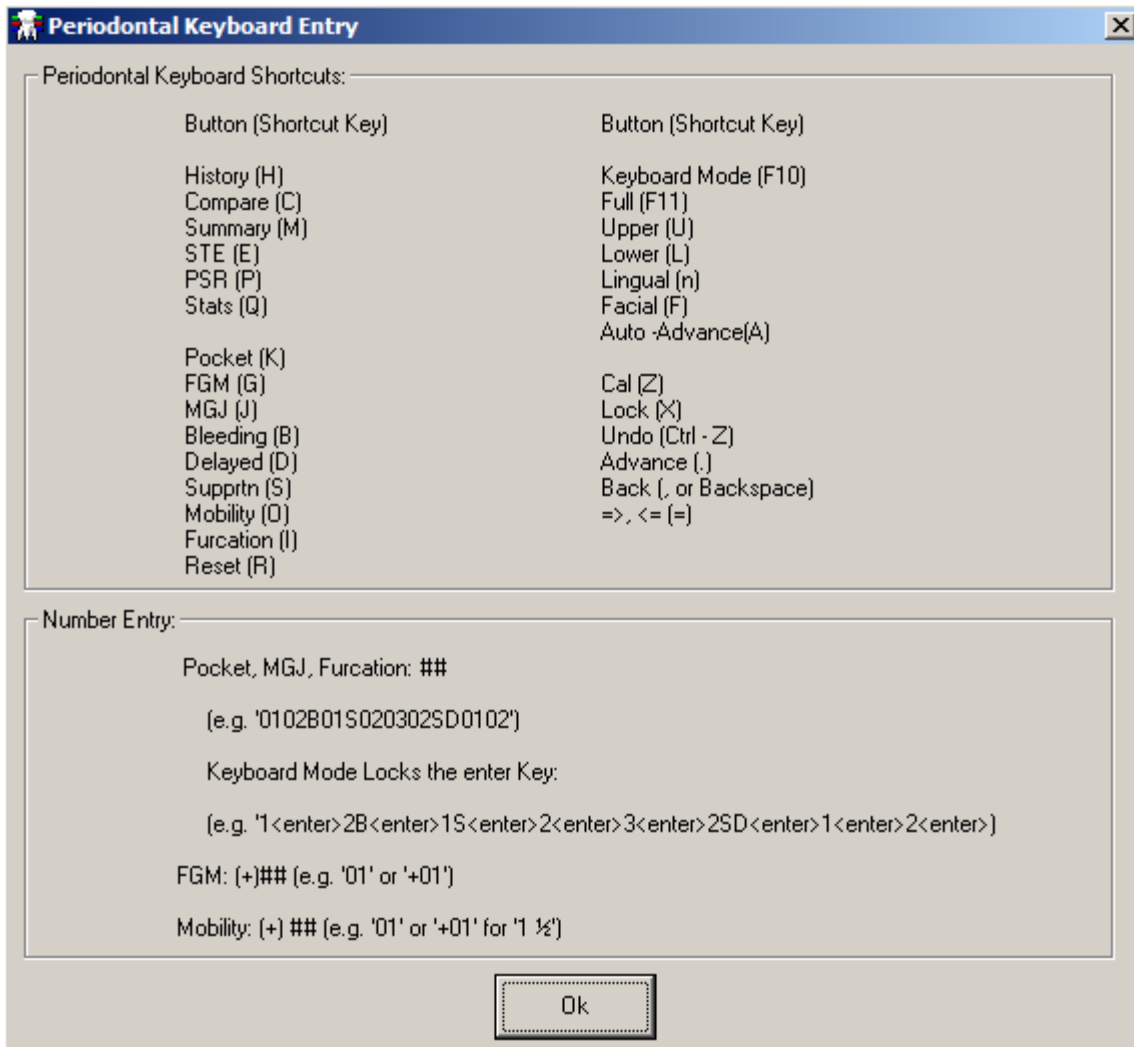 Periodontal Keyboard Entry
Periodontal Keyboard Shortcuts:
Button (Shortcut Key)
History (H)
Compare (C)
Summary (M)
STE (E)
PSR (P)
Stats (Q)
Pocket (K)
FGM (G)
MGJ (J)
Bleeding (B)
Delayed (D)
Supprtn (S)
Mobility (O)
Furcation (I)
Reset (R)
Button (Shortcut Key)
Keyboard Mode (F10)
Full (F11)
Upper (U)
Lower (L)
Lingual (n)
Facial (F)
Auto -Advance(A)
Cal (Z)
Lock (X)
Undo (Ctrl - Z)
Advance (.)
Back (, or Backspace)
=>, <= (=)
Number Entry:
Pocket, MGJ, Furcation: ##
(e.g. '0102B01S020302SD0102')
Keyboard Mode Locks the enter Key:
(e.g. '1<enter>2B<enter>1S<enter>2<enter>3<enter>2SD<enter>1<enter>2<enter>)
FGM: (+)## (e.g. '01' or '+01')
Mobility: (+) ## (e.g. '01' or '+01' for '1 ½')
Ok